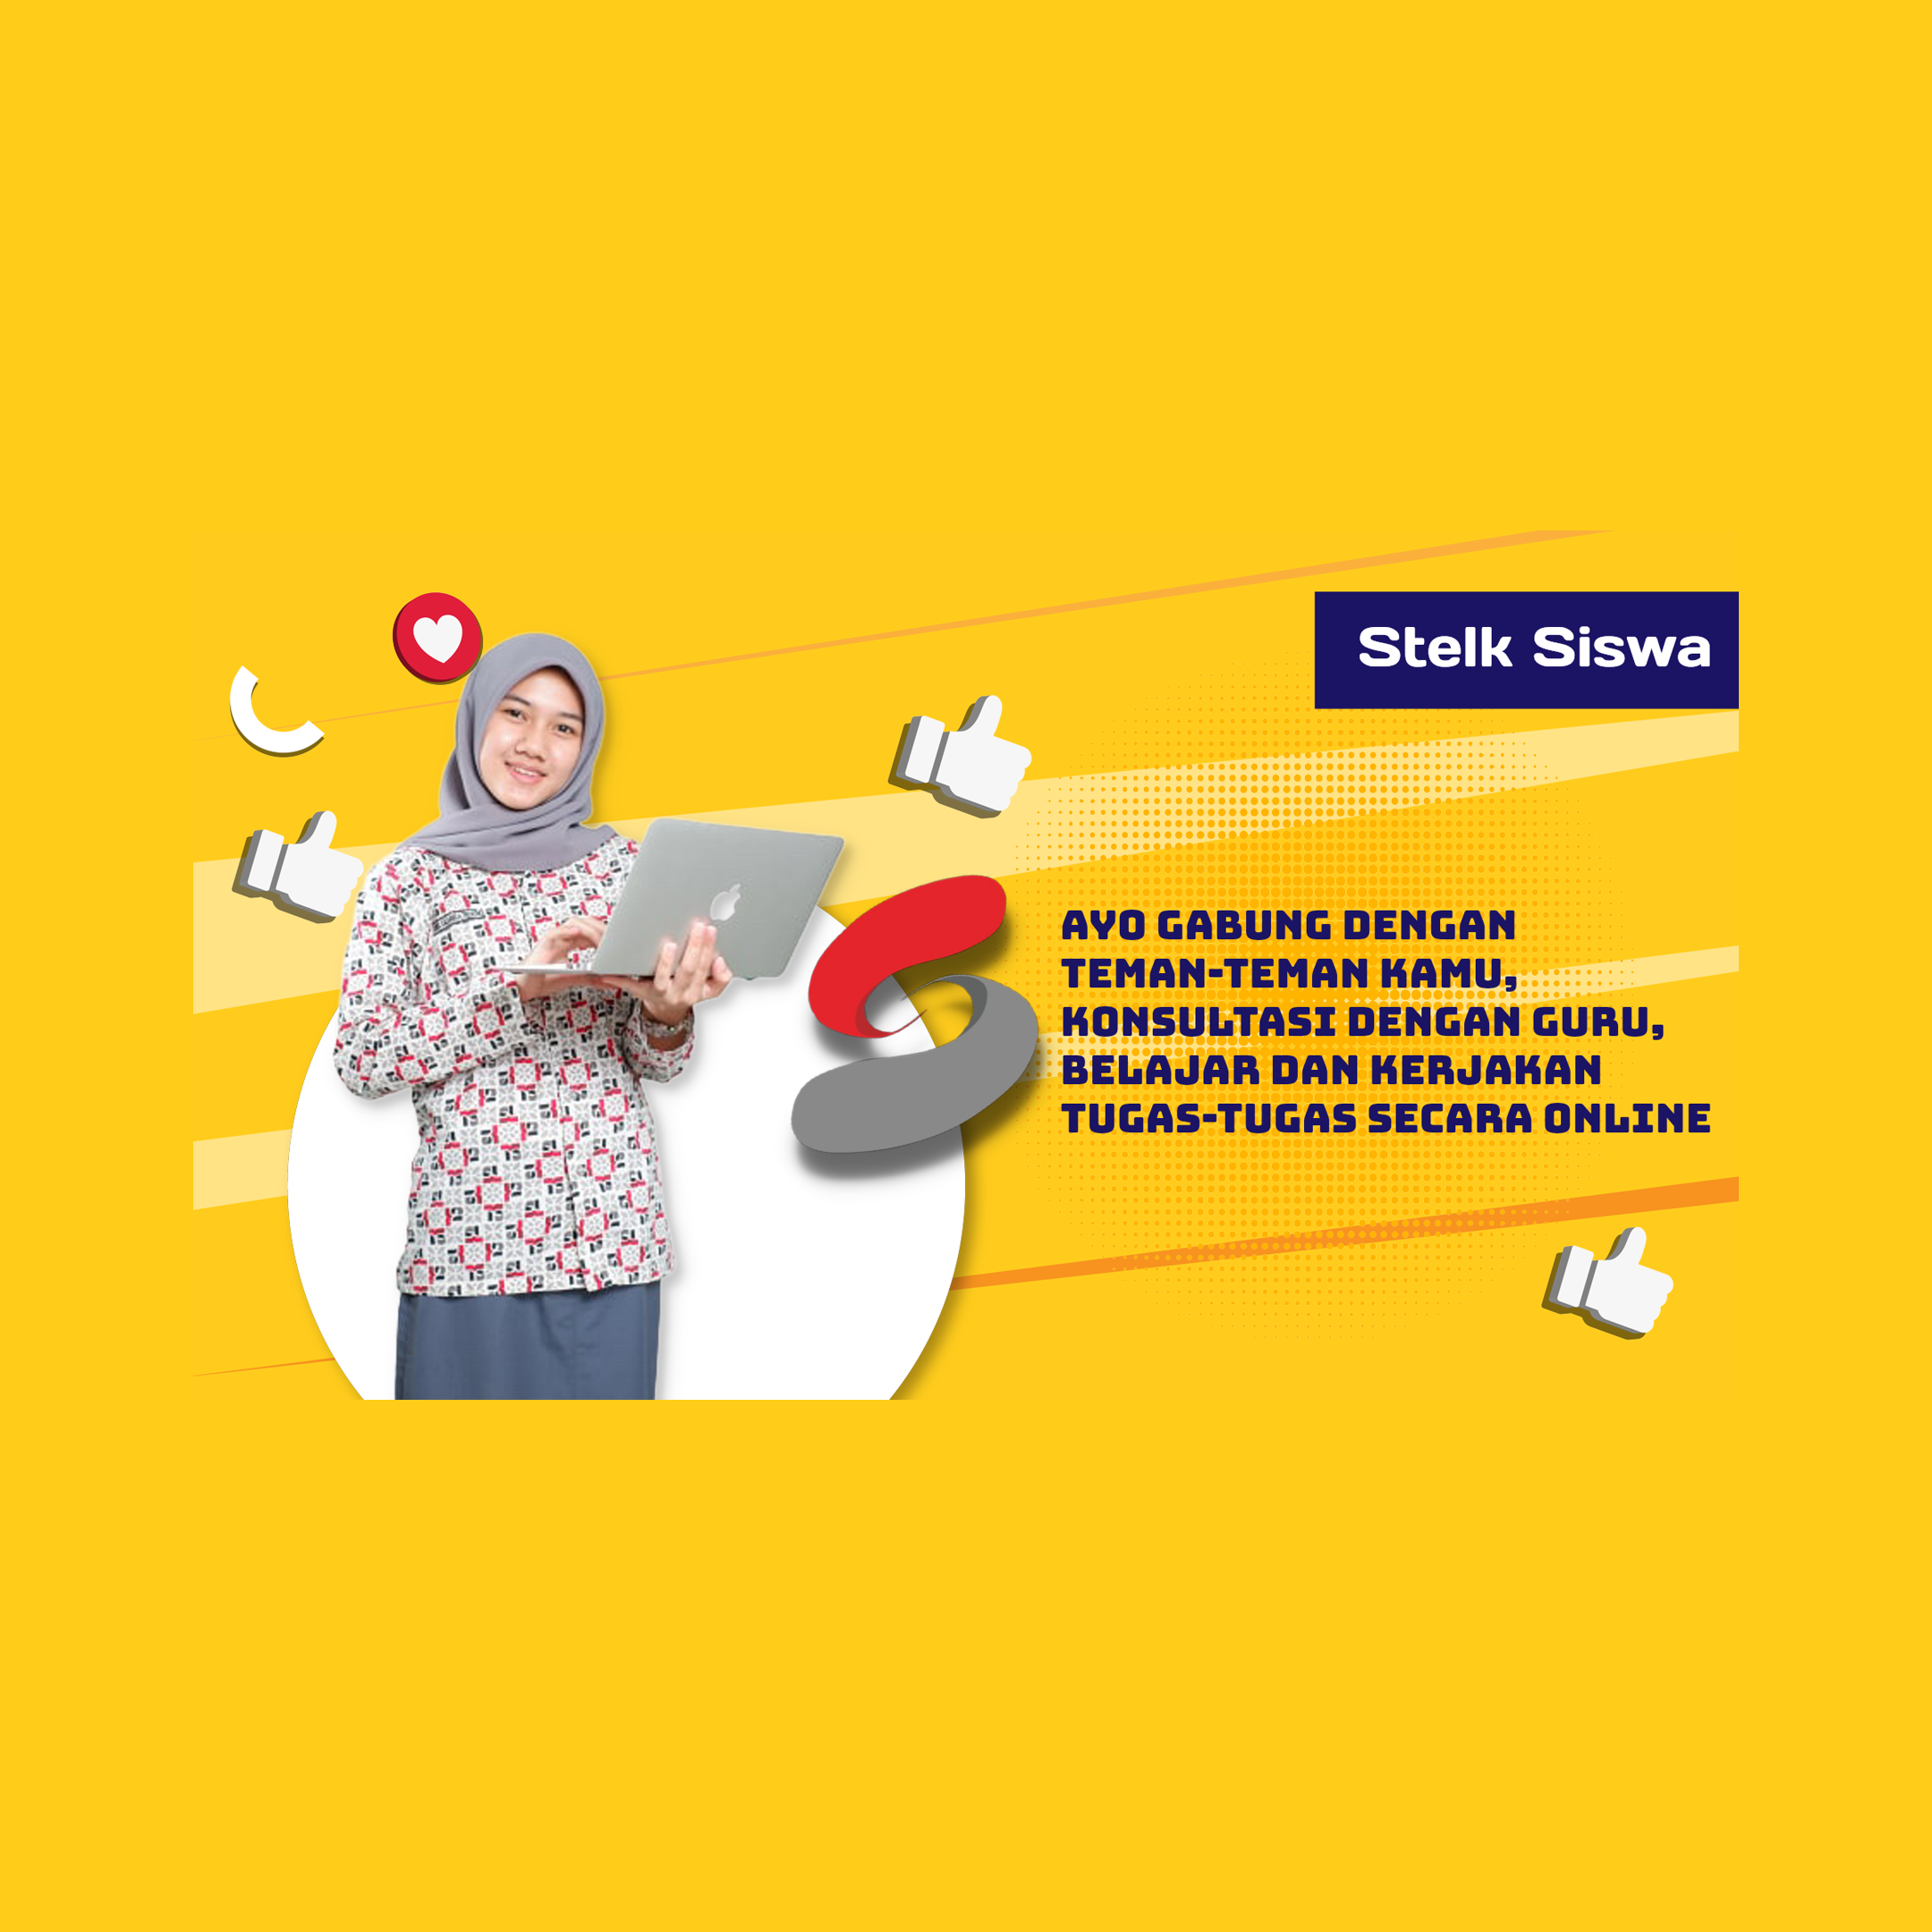 Stelk Siswa
AYO GABUNG DENGAN
TEMAN-TEMAN KAMU,
KONSULTASI DENGAN GURU,
BELAJAR DAN KERJAKAN
TUGAS-TUGAS SECARA ONLINE